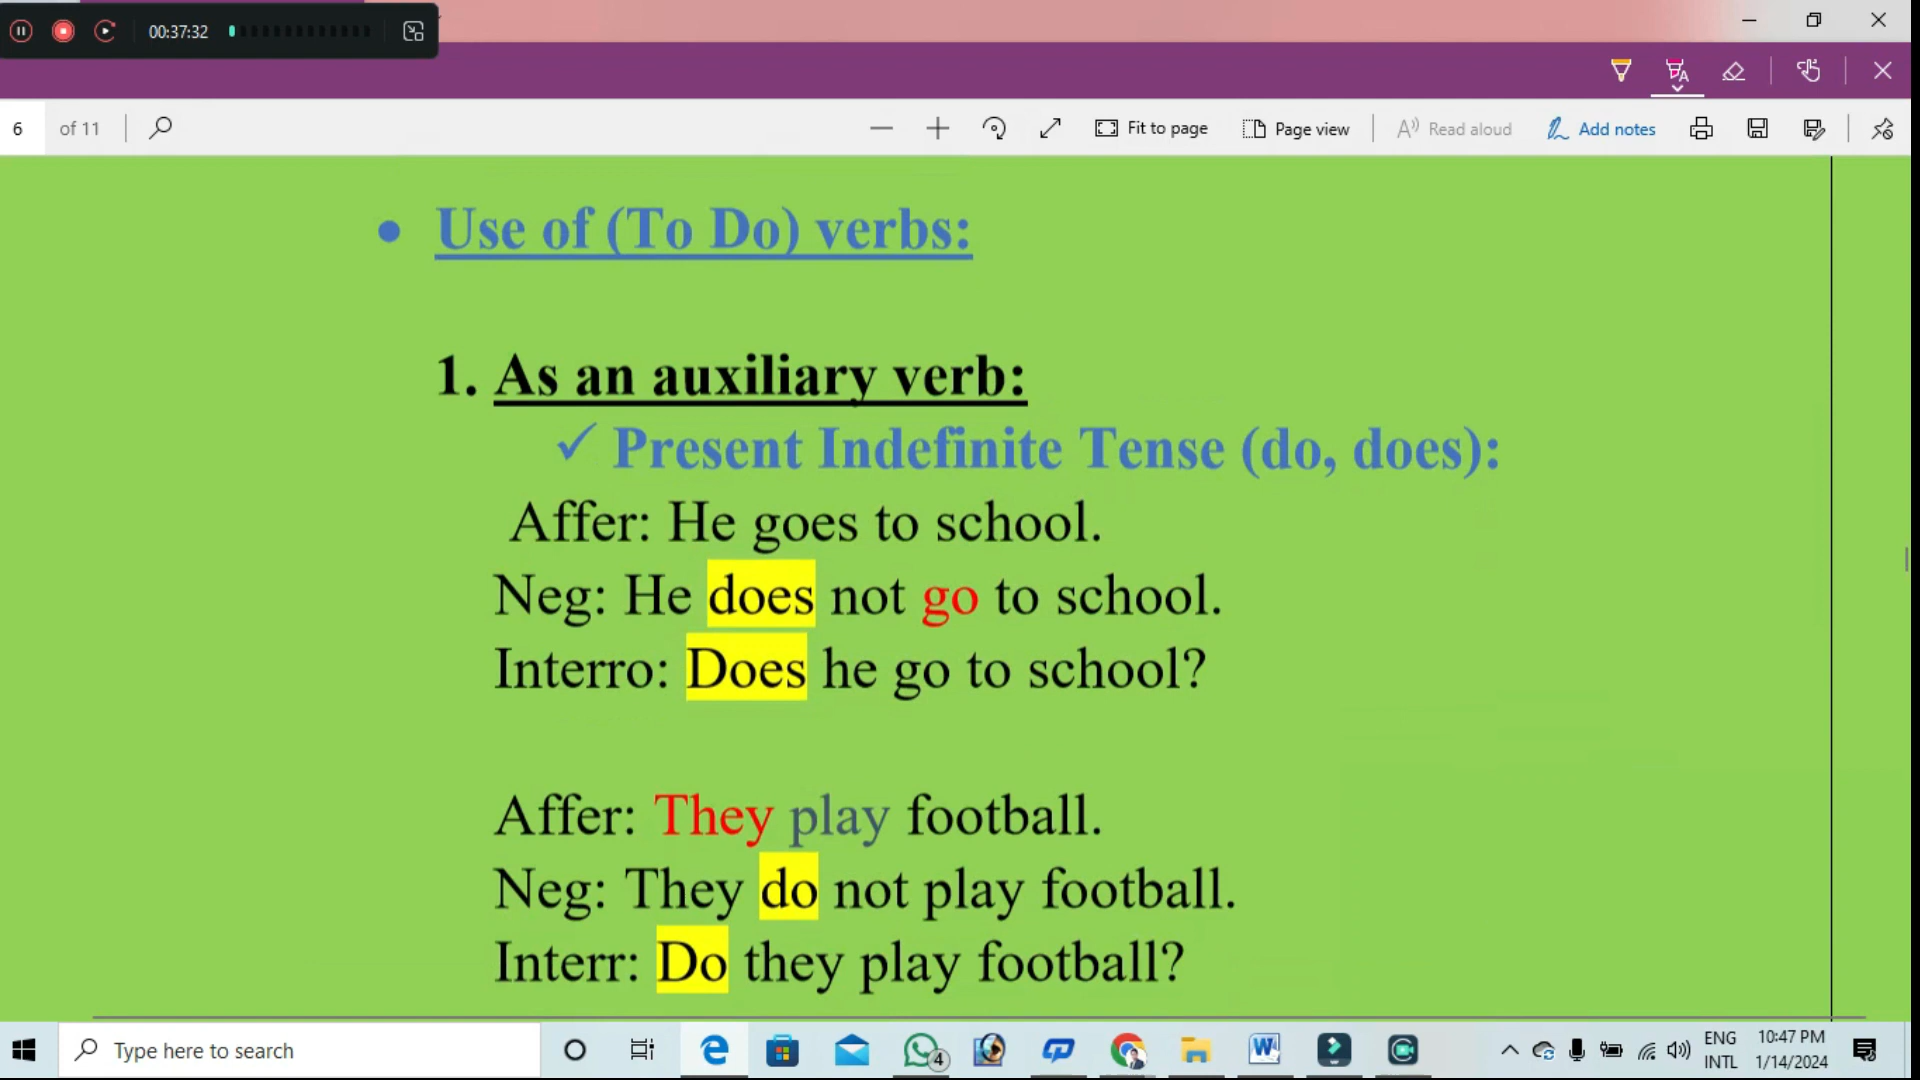 00:37:32
6 of 11 Fit to page Page view Read aloud Add notes
• Use of (To Do) verbs:
1. As an auxiliary verb:
✓ Present Indefinite Tense (do, does):
Affer: He goes to school.
Neg: He does not go to school.
Interro: Does he go to school?
Affer: They play football.
Neg: They do not play football.
Interr: Do they play football?
Type here to search
4
ENG
INTL
10:47 PM
1/14/2024